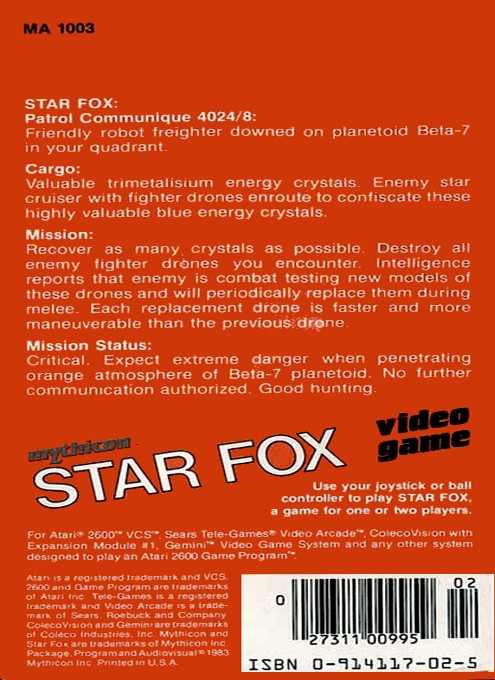 MA 1003
STAR FOX:
Patrol Communique 4024/8:
Friendly robot freighter downed on planetoid Beta-7
in your quadrant.
Cargo:
Valuable trimetalisium energy crystals. Enemy star
cruiser with fighter drones enroute to confiscate these
highly valuable blue energy crystals.
Mission:
Recover as many crystals as possible. Destroy all
enemy fighter drones you encounter. Intelligence
reports that enemy is combat testing new models of
these drones and will periodically replace them during
melee. Each replacement drone is faster and more
maneuverable than the previous drone.
Mission Status:
Critical. Expect extreme danger when penetrating
orange atmosphere of Beta-7 planetoid. No further
communication authorized. Good hunting.
mythicon
STAR FOX
video
game
Use your joystick or ball
controller to play STAR FOX,
a game for one or two players.
For Atari® 2600™ VCS™, Sears Tele-Games® Video Arcade™, ColecoVision with
Expansion Module #1, Gemini™ Video Game System and any other system
designed to play an Atari 2600 Game Program™.
Atari is a registered trademark and VCS,
2600 and Game Program are trademarks
of Atari Inc. Tele-Games is a registered
trademark and Video Arcade is a trade-
mark of Sears, Roebuck and Company.
ColecoVision and Gemini are trademarks
of Coleco Industries, Inc. Mythicon and
Star Fox are trademarks of Mythicon Inc.
Package, Program and Audiovisual © 1983
Mythicon Inc. Printed in U.S.A.
02
0
27311 00995
ISBN 0-914117-02-5